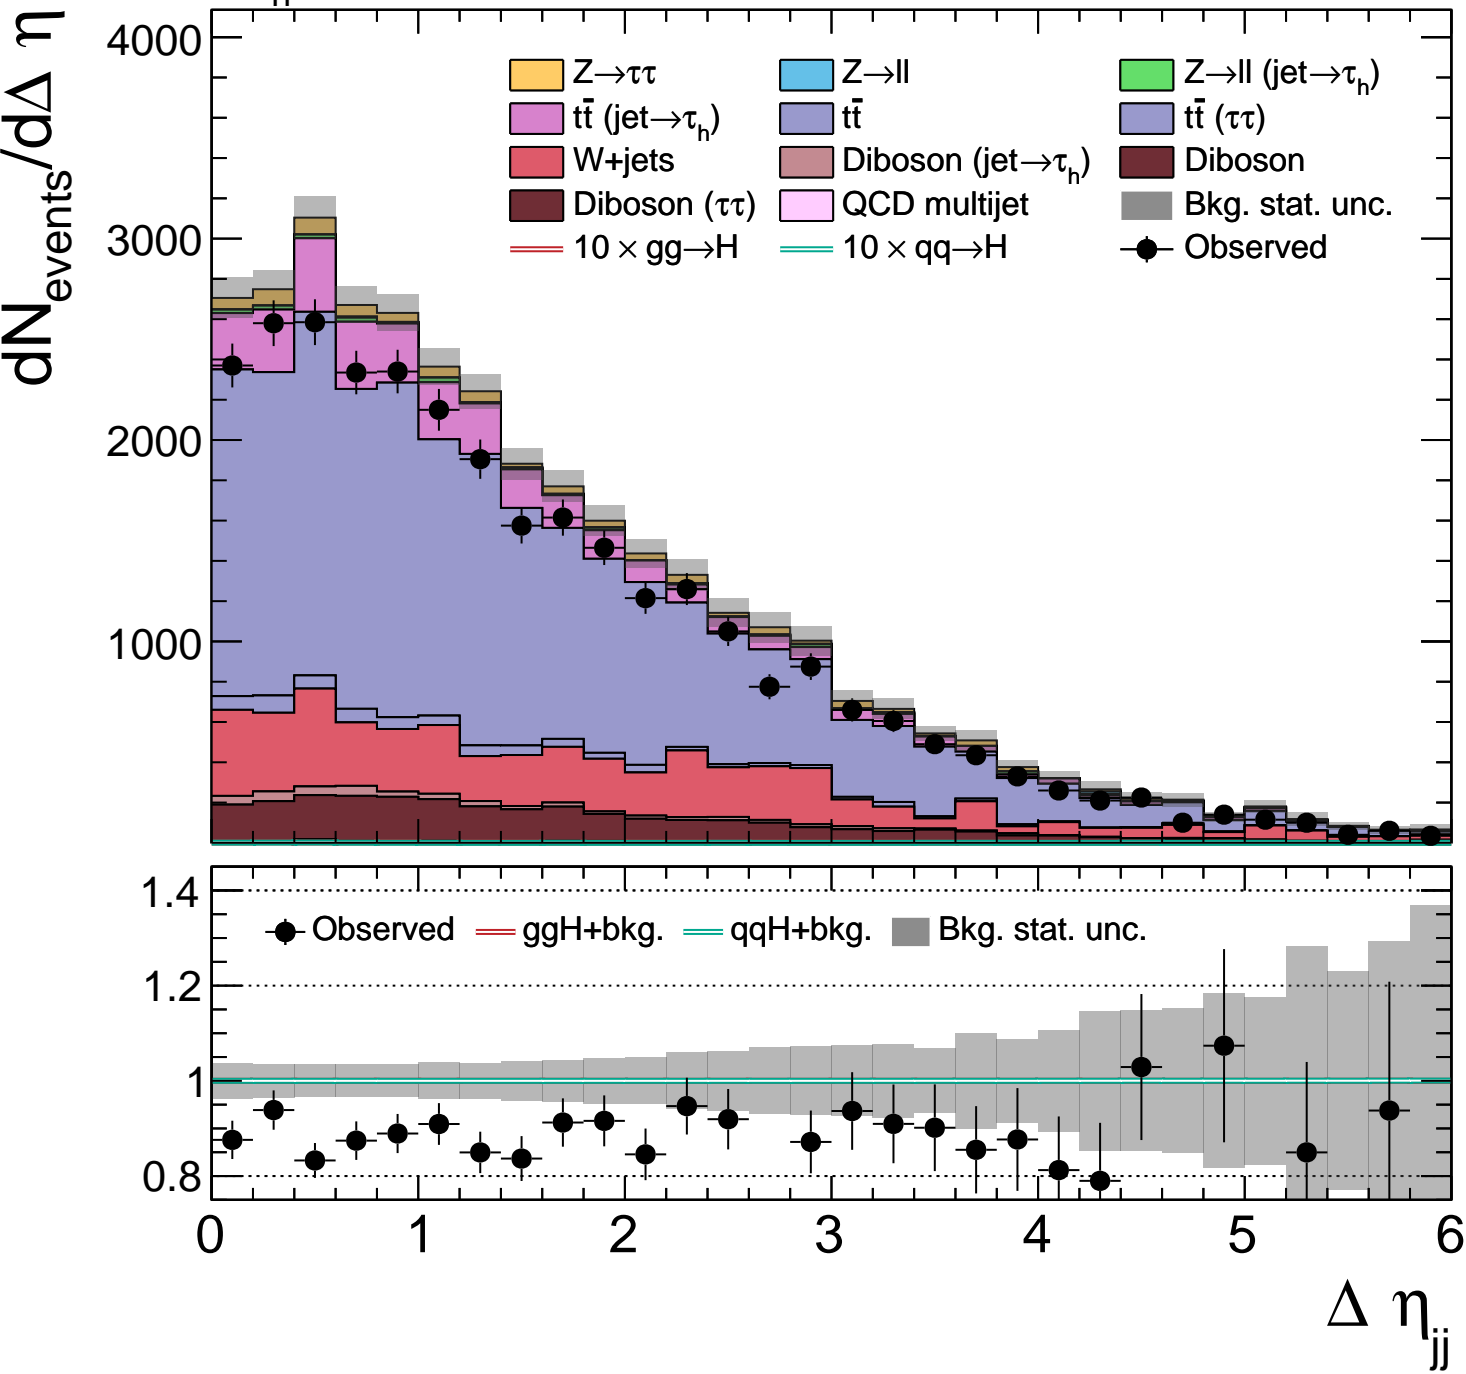 dN_events/dΔ η
4000
3000
2000
1000
Z→ττ Z→ll Z→ll (jet→τ_h)
tt̄ (jet→τ_h) tt̄ tt̄ (ττ)
W+jets Diboson (jet→τ_h) Diboson
Diboson (ττ) QCD multijet Bkg. stat. unc.
10 × gg→H 10 × qq→H Observed
1.4
1.2
1
0.8
Observed ggH+bkg. qqH+bkg. Bkg. stat. unc.
0 1 2 3 4 5 6
Δ η_jj